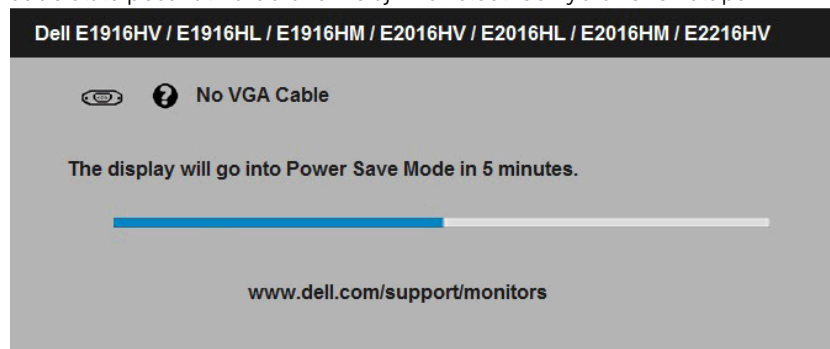 Dell E1916HV / E1916HL / E1916HM / E2016HV / E2016HL / E2016HM / E2216HV
No VGA Cable
The display will go into Power Save Mode in 5 minutes.
www.dell.com/support/monitors